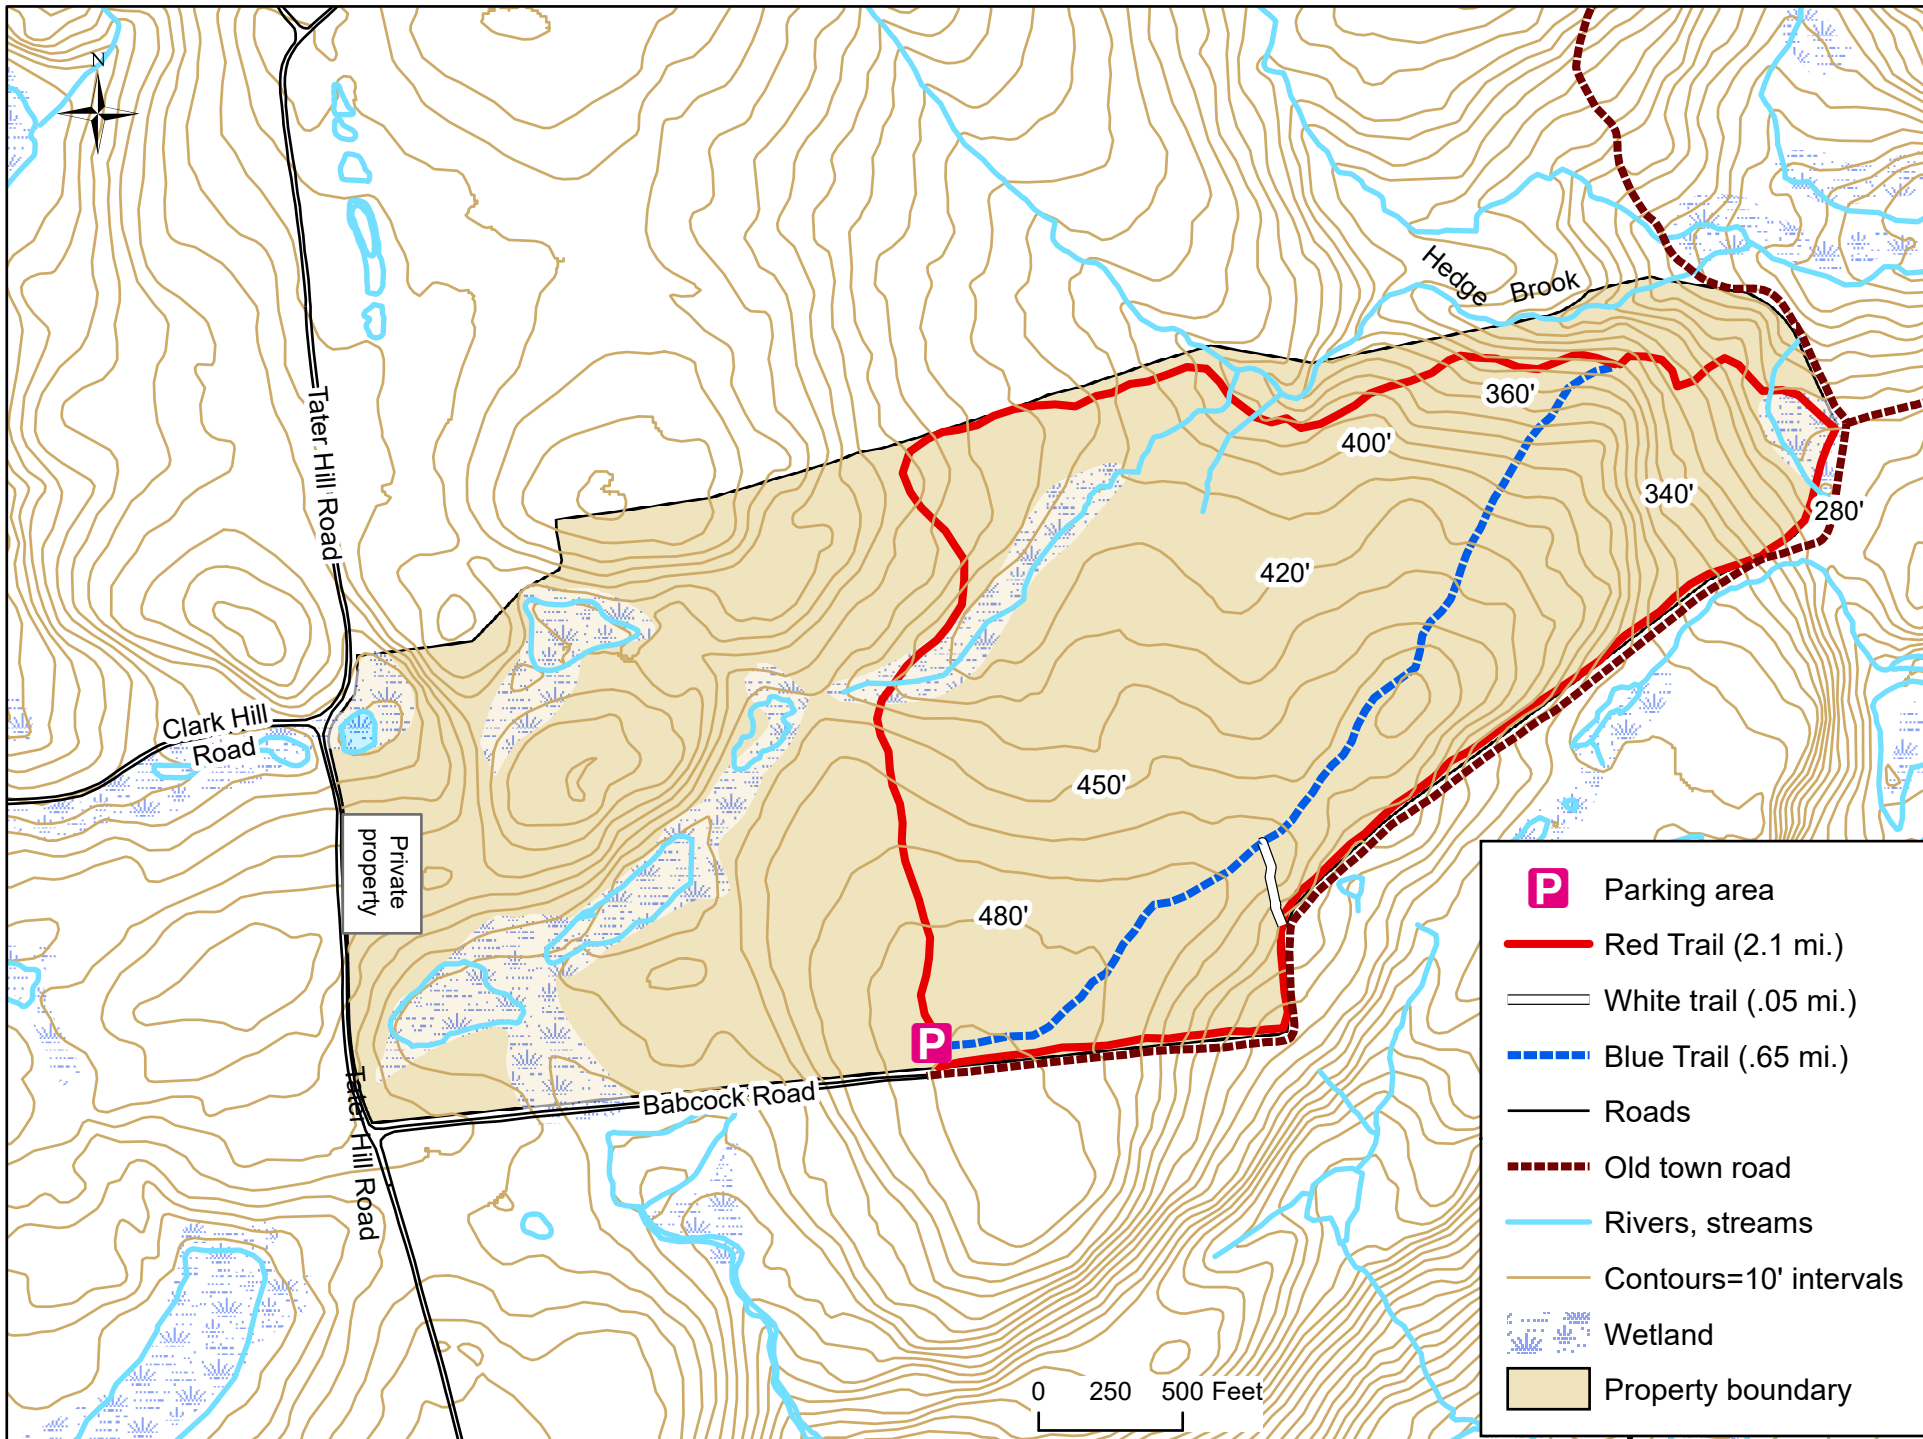 N
Hedge Brook
Tater Hill Road
360'
400'
340'
280'
420'
Clark Hill
Road
450'
Private
property
480'
P
Babcock Road
Tater Hill Road
0 250 500 Feet
P Parking area
Red Trail (2.1 mi.)
White trail (.05 mi.)
Blue Trail (.65 mi.)
Roads
Old town road
Rivers, streams
Contours=10' intervals
Wetland
Property boundary